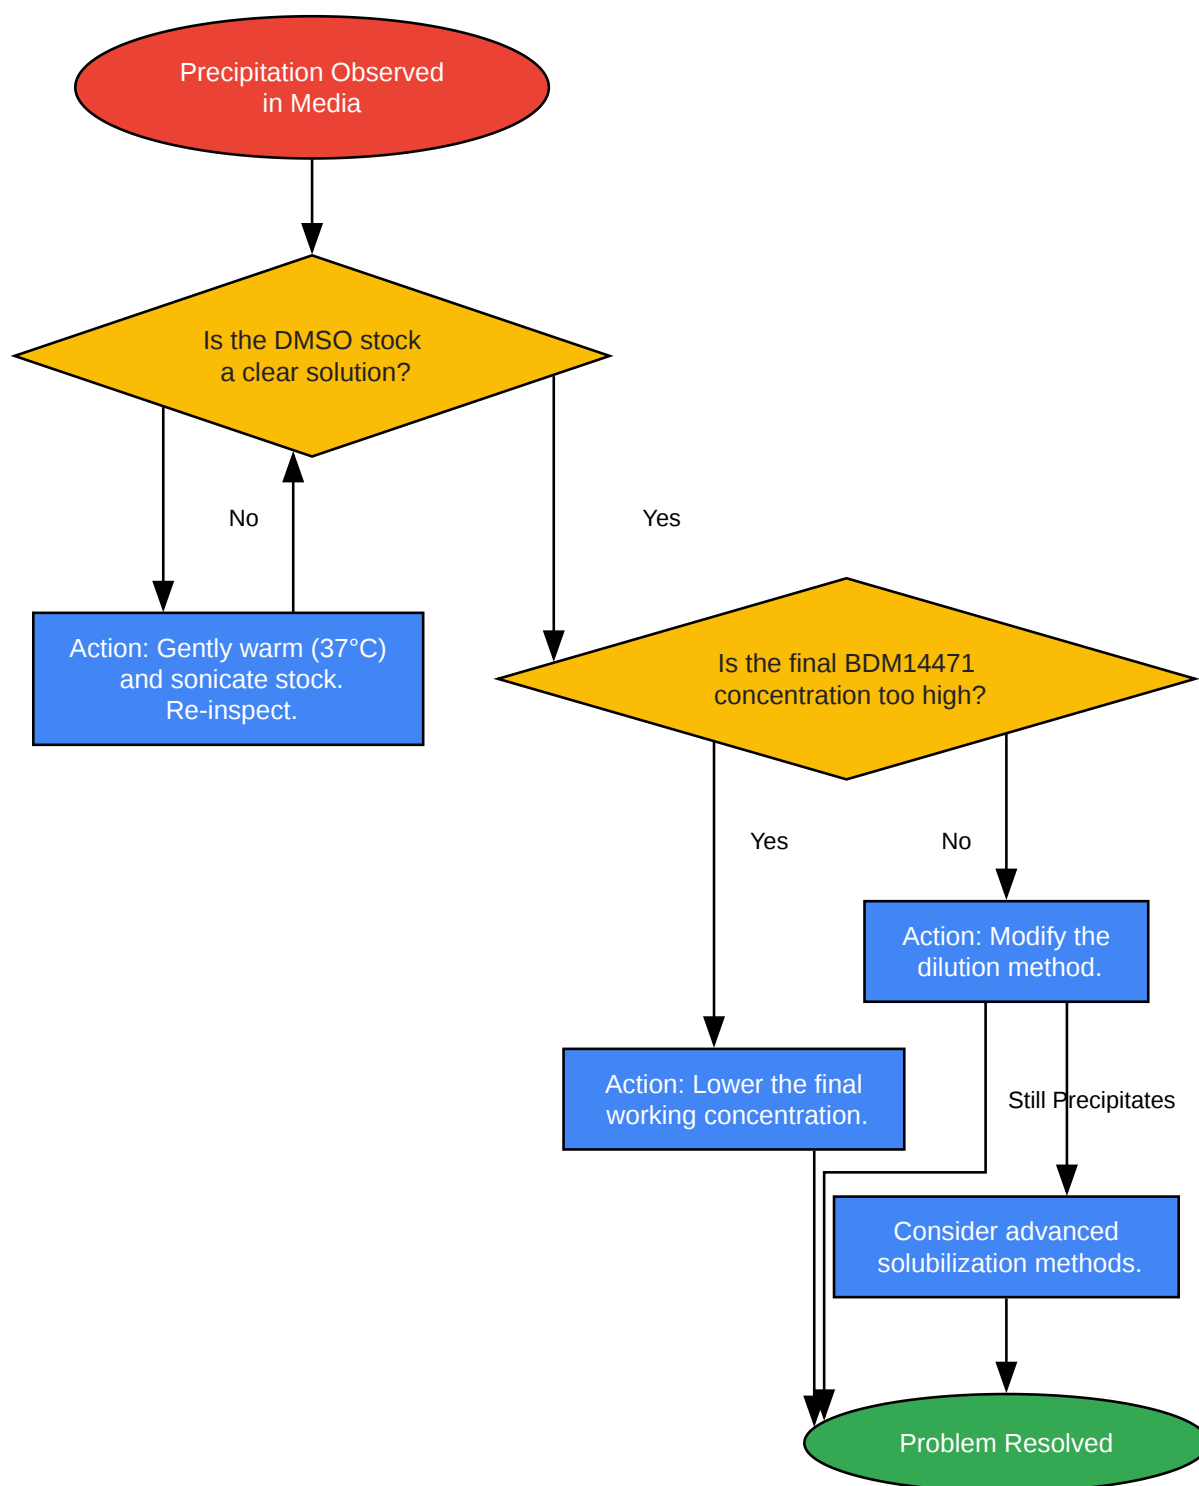 Precipitation Observed
in Media
Is the DMSO stock
a clear solution?
No
Yes
Action: Gently warm (37°C)
and sonicate stock.
Re-inspect.
Is the final BDM14471
concentration too high?
Yes
No
Action: Modify the
dilution method.
Action: Lower the final
working concentration.
Still Precipitates
Consider advanced
solubilization methods.
Problem Resolved